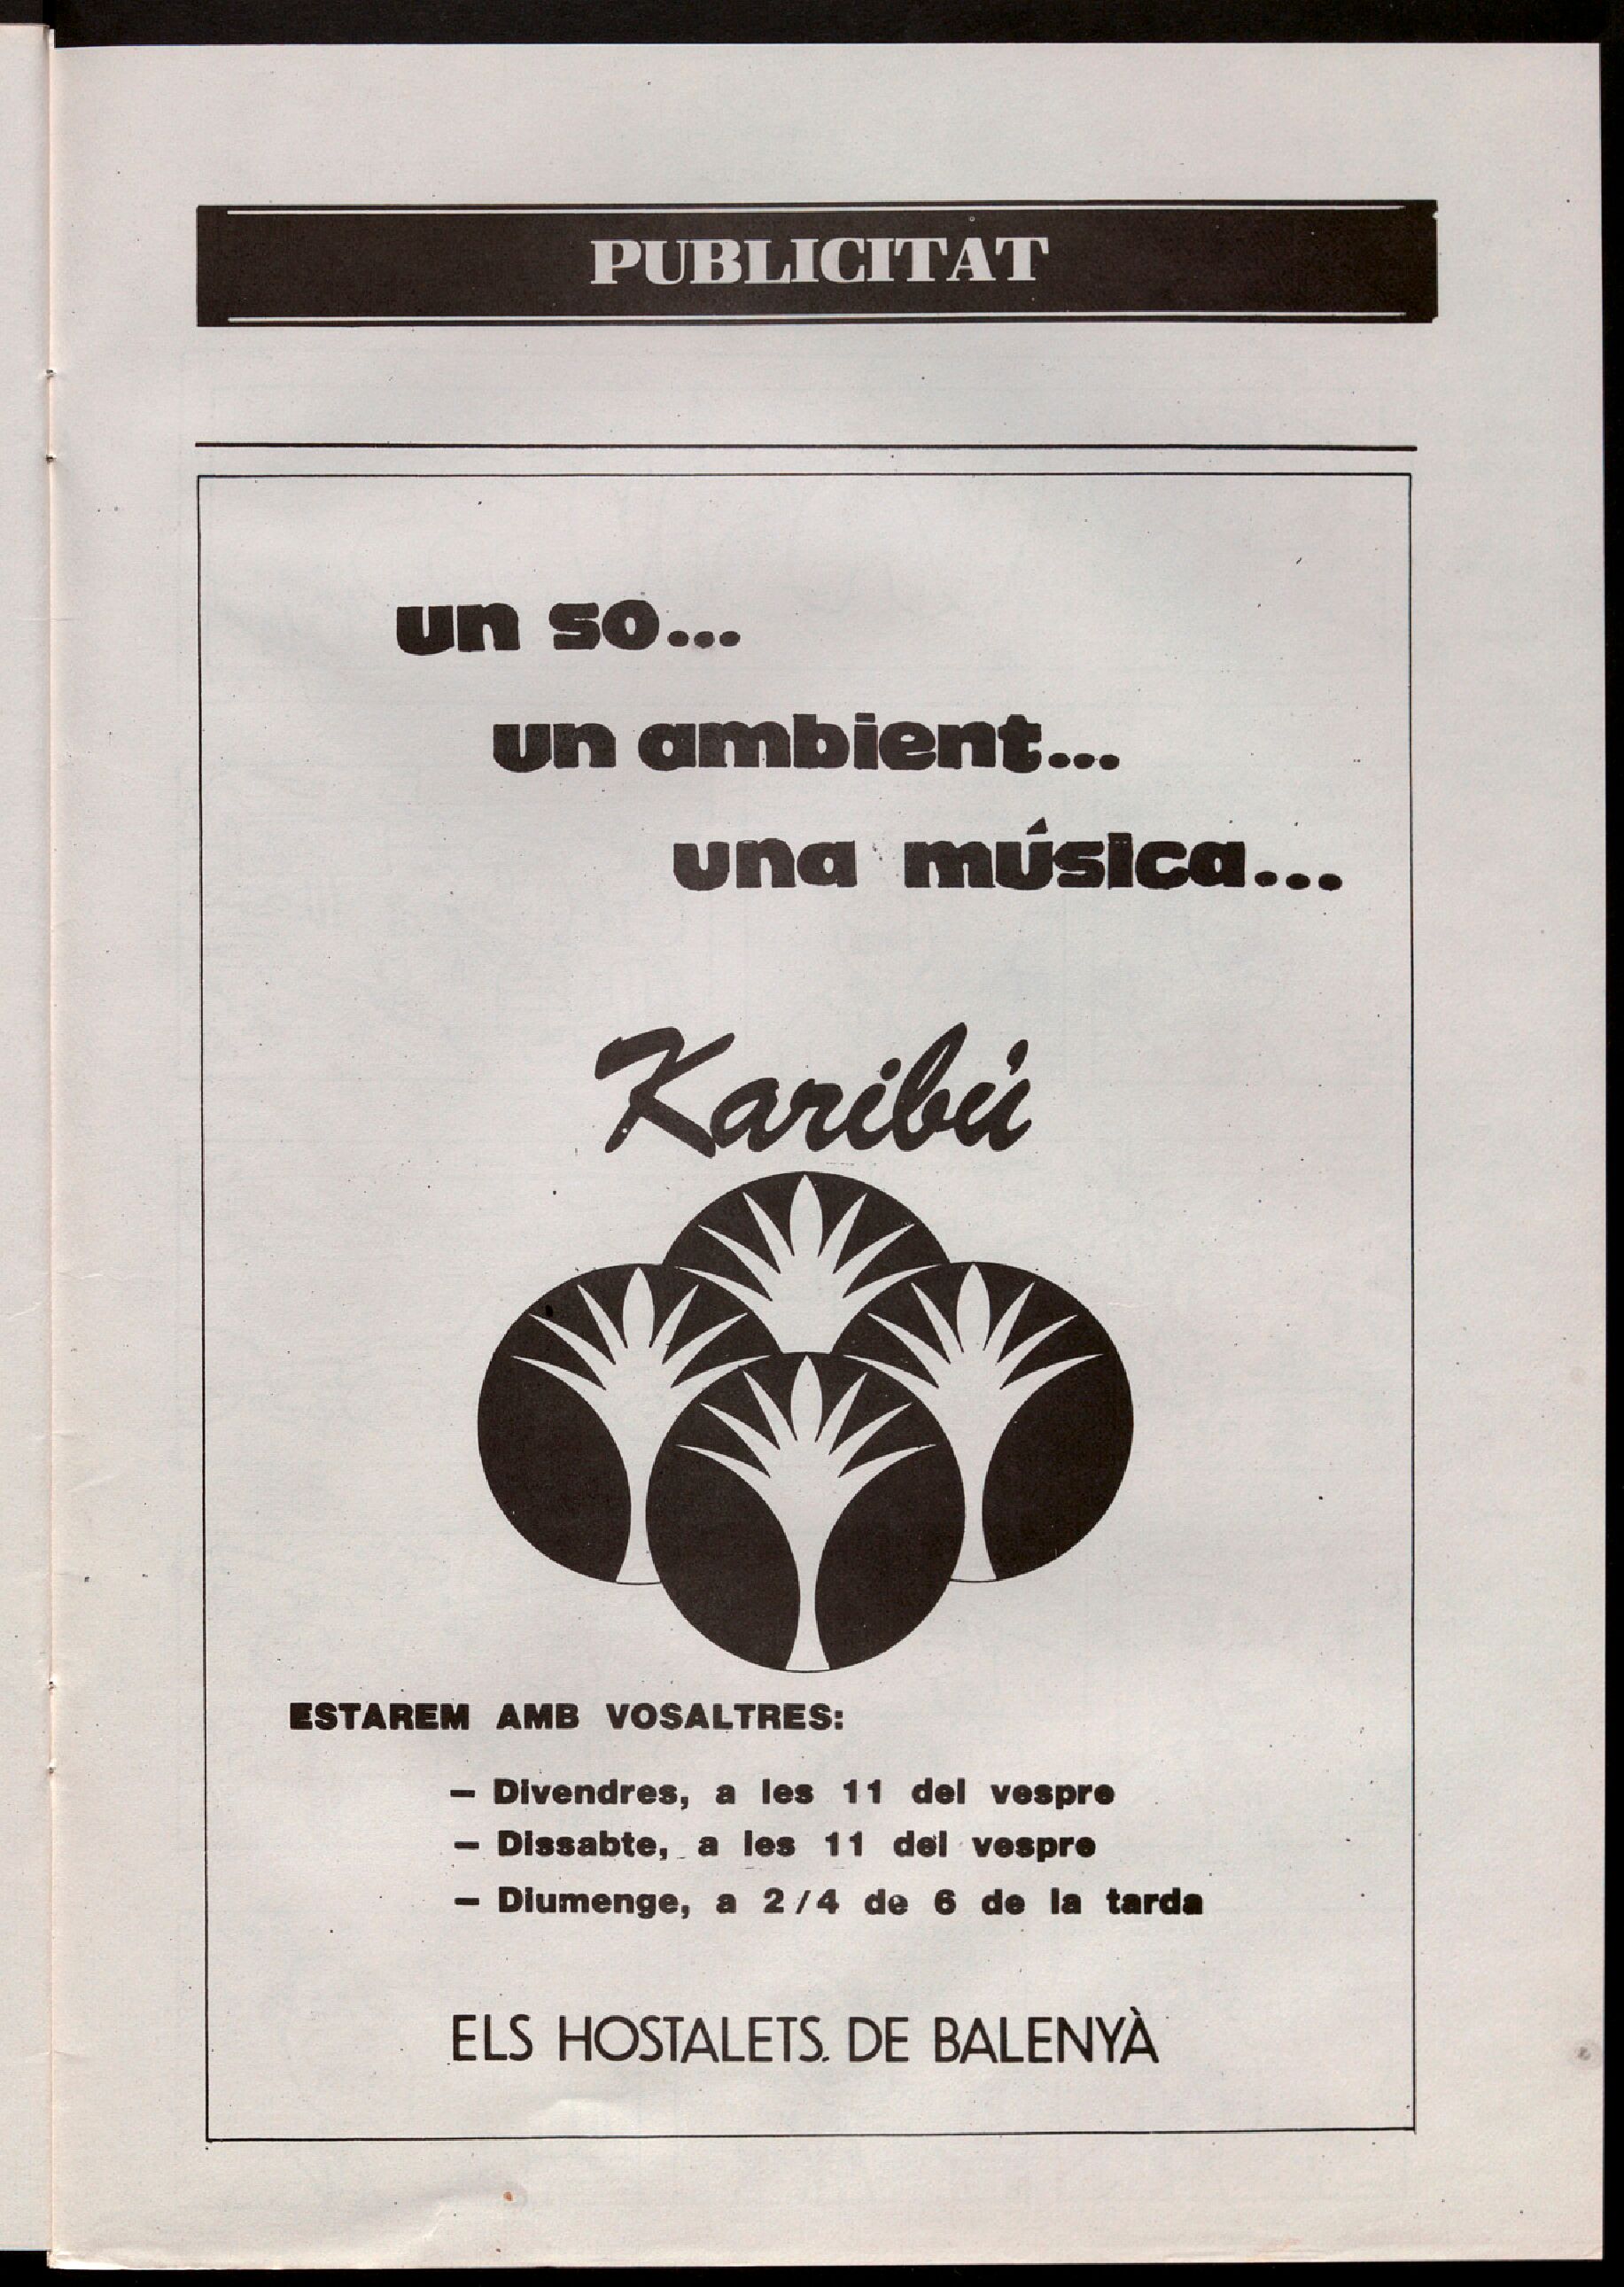 PUBLICITAT
un so...
un ambient...
una música...
Karibú
ESTAREM AMB VOSALTRES:
— Divendres, a les 11 del vespre
— Dissabte, a les 11 del vespre
— Diumenge, a 2/4 de 6 de la tarda
ELS HOSTALETS DE BALENYÀ